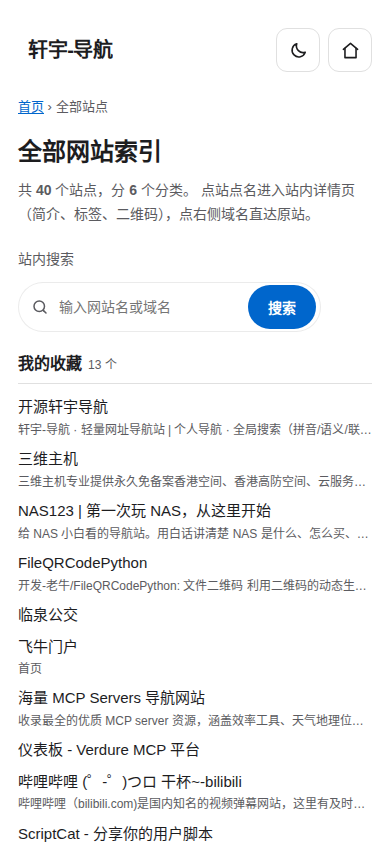 轩宇-导航
首页 › 全部站点
全部网站索引
共 40 个站点，分 6 个分类。 点站点名进入站内详情页
（简介、标签、二维码），点右侧域名直达原站。
站内搜索
输入网站名或域名
搜索
我的收藏 13 个
开源轩宇导航
轩宇-导航 · 轻量网址导航站 | 个人导航 · 全局搜索（拼音/语义/联...
三维主机
三维主机专业提供永久免备案香港空间、香港高防空间、云服务...
NAS123 | 第一次玩 NAS，从这里开始
给 NAS 小白看的导航站。用白话讲清楚 NAS 是什么、怎么买、...
FileQRCodePython
开发-老牛/FileQRCodePython: 文件二维码 利用二维码的动态生...
临泉公交
飞牛门户
首页
海量 MCP Servers 导航网站
收录最全的优质 MCP server 资源，涵盖效率工具、天气地理位...
仪表板 - Verdure MCP 平台
哔哩哔哩 (゜-゜)つロ 干杯~-bilibili
哔哩哔哩（bilibili.com)是国内知名的视频弹幕网站，这里有及时...
ScriptCat - 分享你的用户脚本